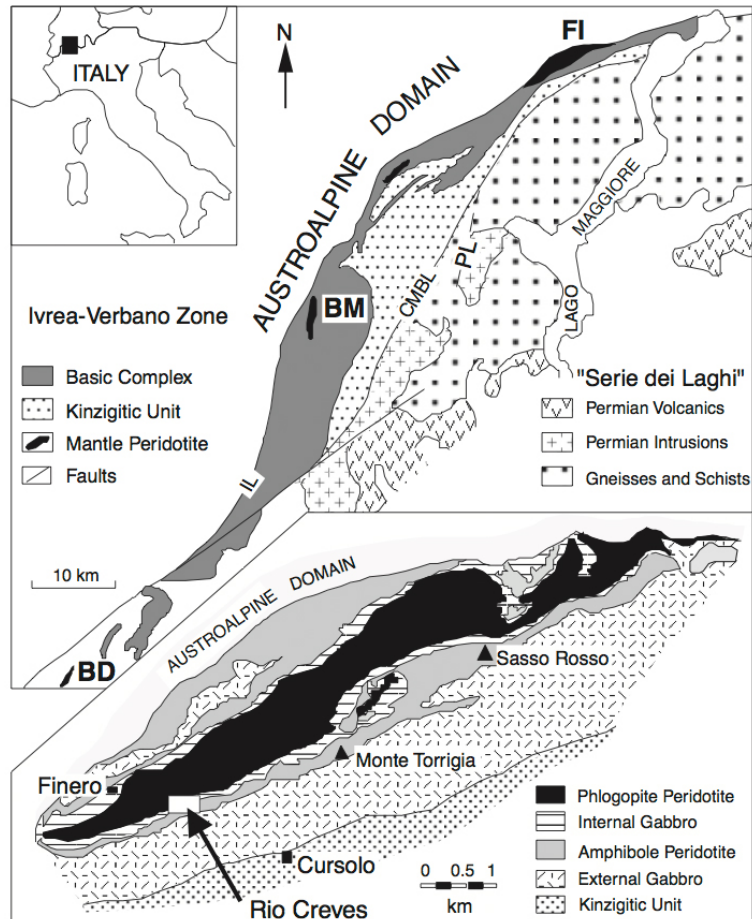 ITALY
N
FI
AUSTROALPINE DOMAIN
MAGGIORE
LAGO
PL
CMBL
BM
IL
BD
Ivrea-Verbano Zone
Basic Complex
Kinzigitic Unit
Mantle Peridotite
Faults
10 km
"Serie dei Laghi"
Permian Volcanics
Permian Intrusions
Gneisses and Schists
AUSTROALPINE DOMAIN
Sasso Rosso
Monte Torrigia
Finero
Cursolo
Rio Creves
0 0.5 1
km
Phlogopite Peridotite
Internal Gabbro
Amphibole Peridotite
External Gabbro
Kinzigitic Unit